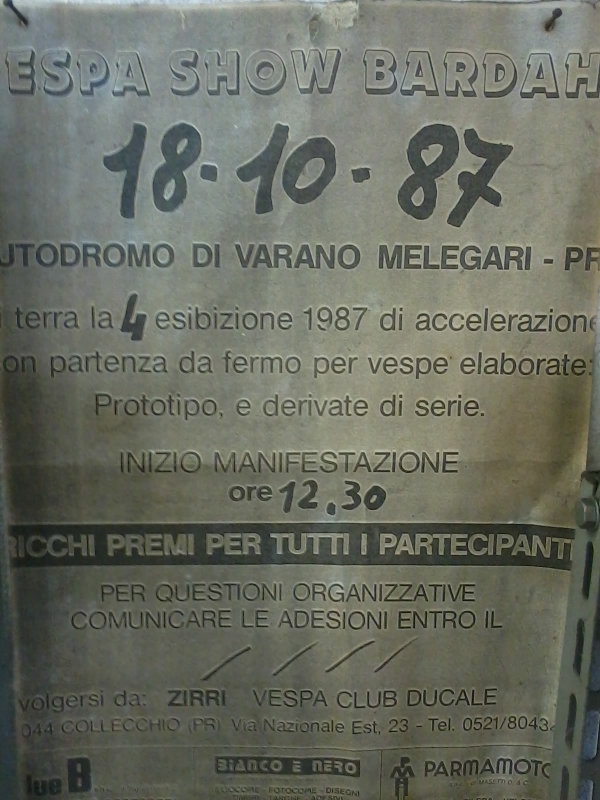 ESPA SHOW BARDAH
18-10-87
UTODROMO DI VARANO MELEGARI - PR
i terra la 4 esibizione 1987 di accelerazione
on partenza da fermo per vespe elaborate:
Prototipo, e derivate di serie.
INIZIO MANIFESTAZIONE
ore 12.30
RICCHI PREMI PER TUTTI I PARTECIPANTI
PER QUESTIONI ORGANIZZATIVE
COMUNICARE LE ADESIONI ENTRO IL
volgersi da: ZIRRI VESPA CLUB DUCALE
044 COLLECCHIO (PR) Via Nazionale Est, 23 - Tel. 0521/8043
lue B
BIANCO E NERO
FOTOCOPIE - DISEGNI
PARMAMOTO